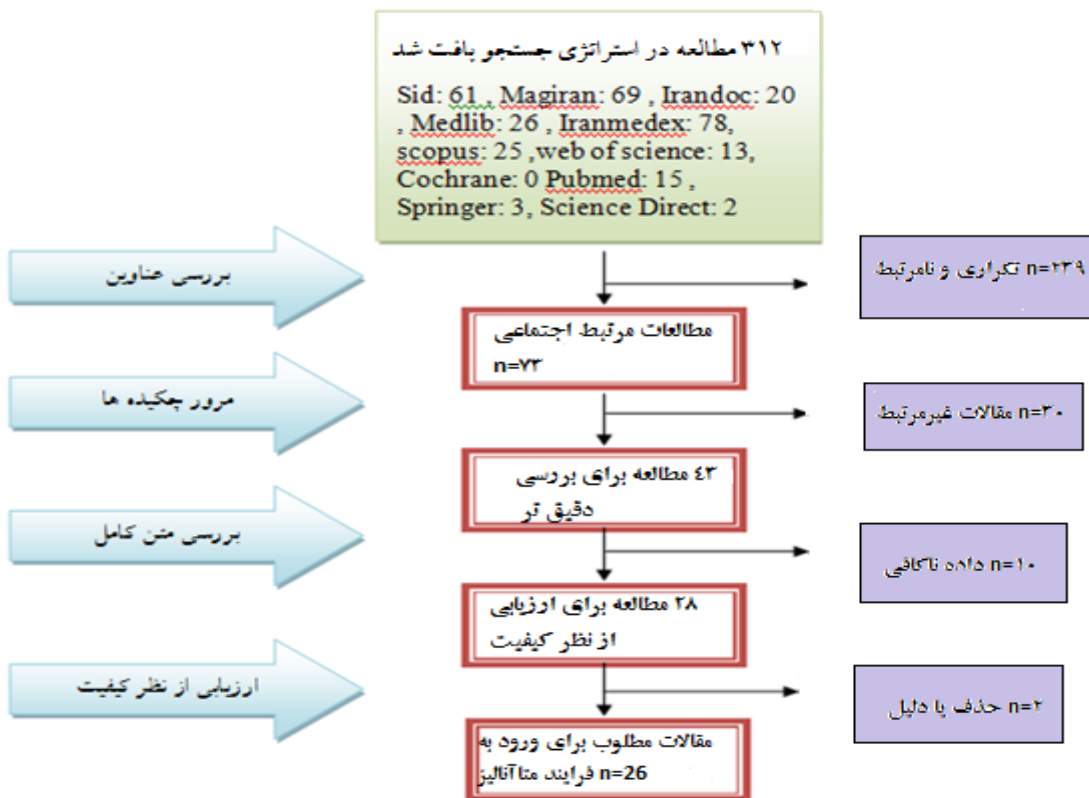 ۳۱۲ مطالعه در استراتژی جستجو یافت شد
Sid: 61 , Magiran: 69 , Irandoc: 20
, Medlib: 26 , Iranmedex: 78,
scopus: 25 ,web of science: 13,
Cochrane: 0 Pubmed: 15 ,
Springer: 3, Science Direct: 2
بررسی عناوین
n=۲۳۹ تکراری و نامرتبط
مطالعات مرتبط اجتماعی
n=۷۳
مرور چکیده ها
n=۳۰ مقالات غیرمرتبط
۴۳ مطالعه برای بررسی
دقیق تر
بررسی متن کامل
n=۱۰ داده ناکافی
۲۸ مطالعه برای ارزیابی
از نظر کیفیت
ارزیابی از نظر کیفیت
n=۲ حذف با دلیل
مقالات مطلوب برای ورود به
فرایند متاآنالیز n=26